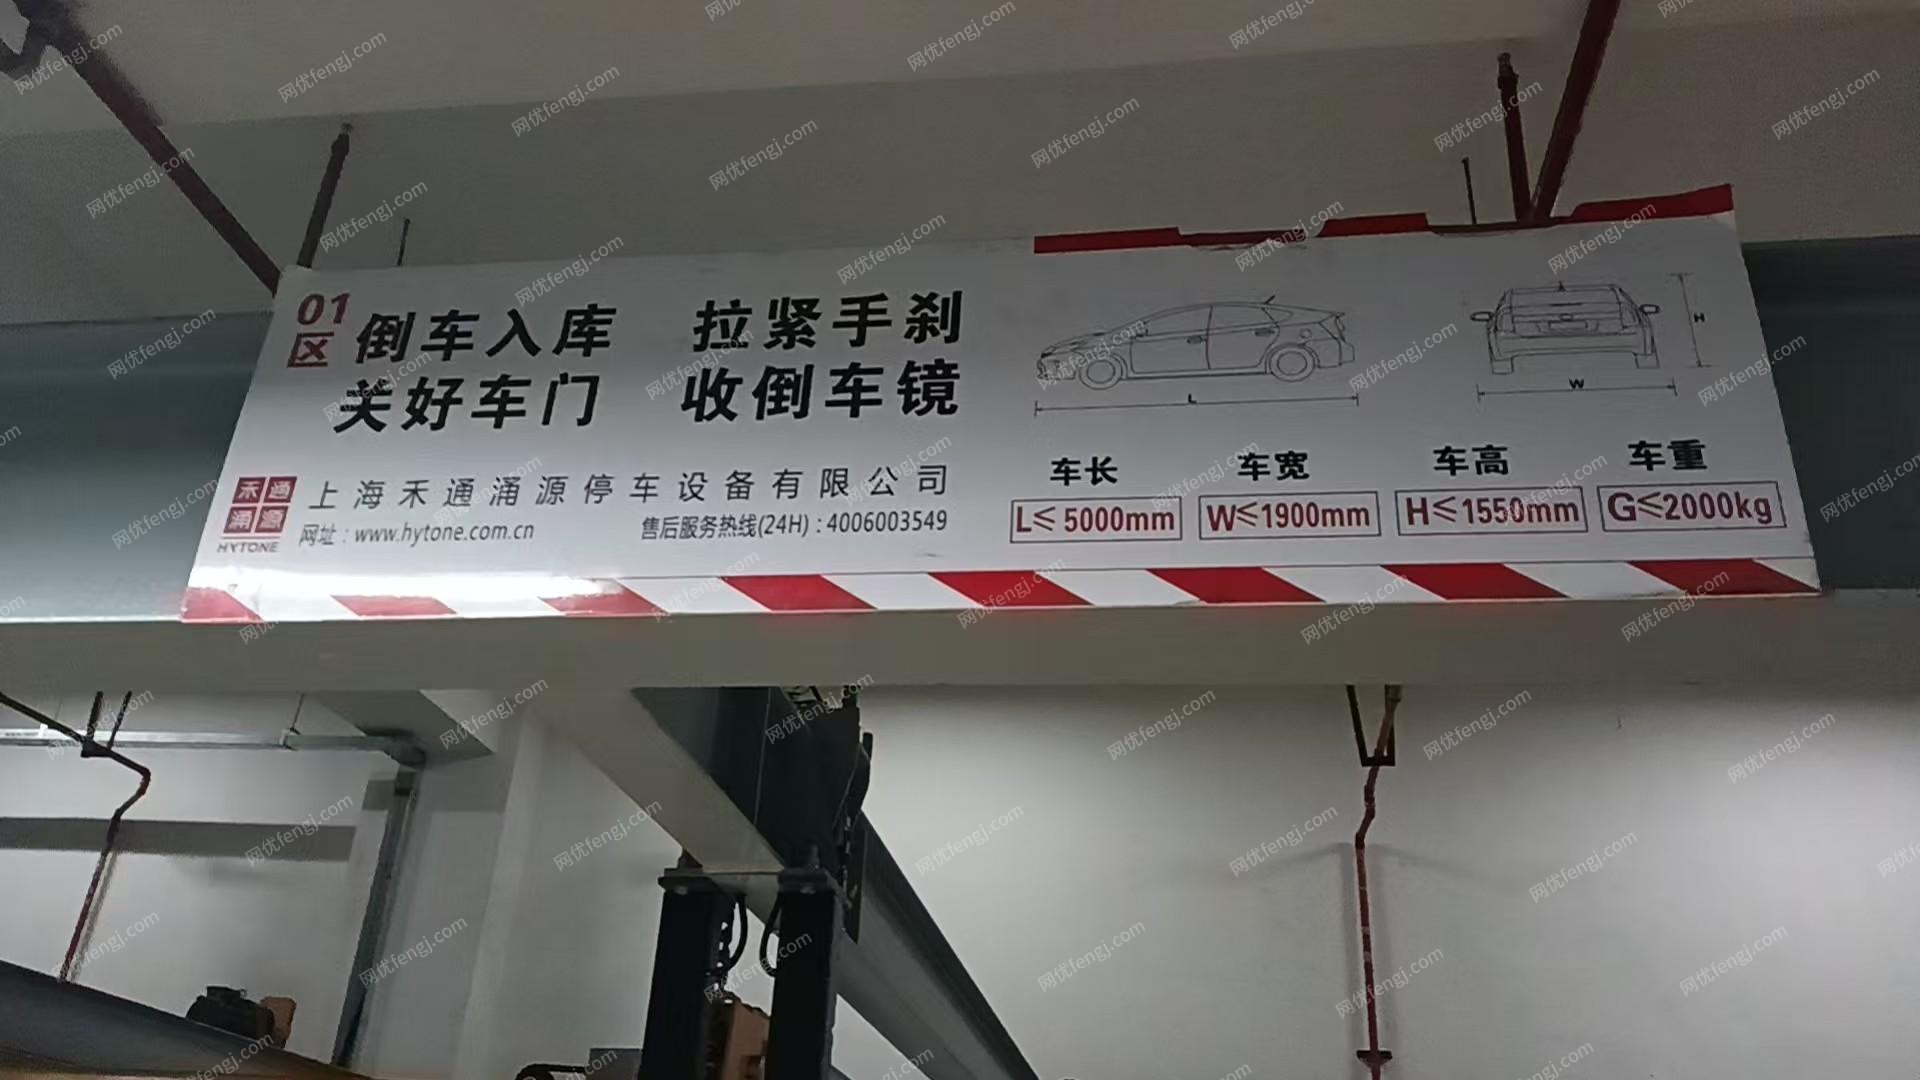 01
区
倒车入库 拉紧手刹
关好车门 收倒车镜
禾通
涌源
HYTONE
上海禾通涌源停车设备有限公司
网址：www.hytone.com.cn 售后服务热线(24H)：4006003549
L
W
H
车长 车宽 车高 车重
L≤5000mm W≤1900mm H≤1550mm G≤2000kg
网优fengj.com